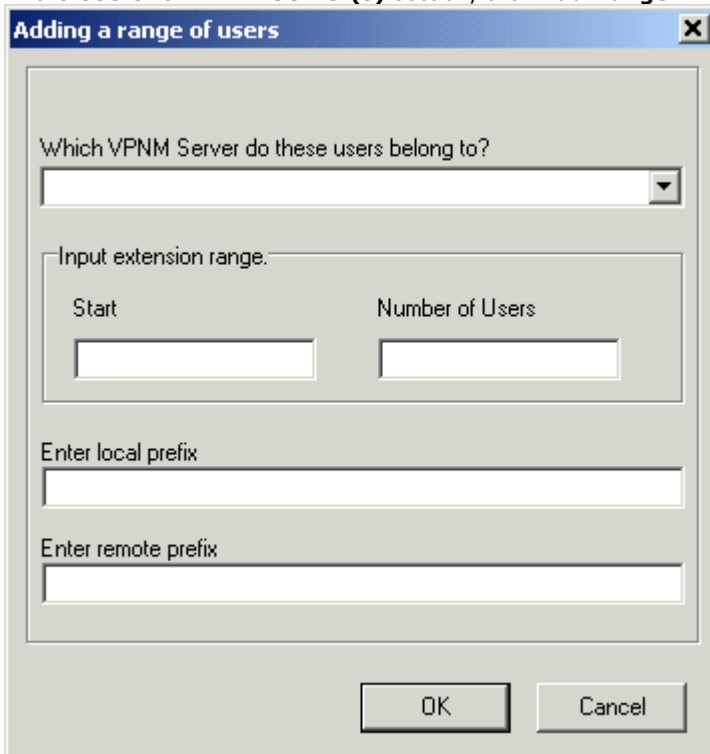 Adding a range of users
Which VPNM Server do these users belong to?
Input extension range.
Start Number of Users
Enter local prefix
Enter remote prefix
OK Cancel